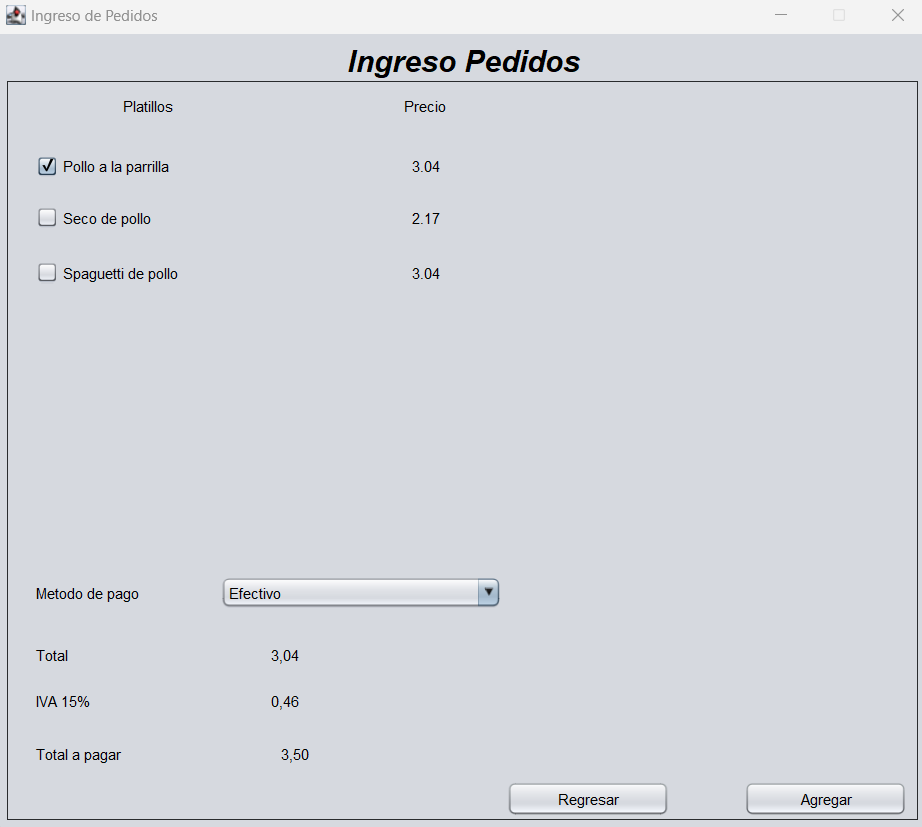 Ingreso de Pedidos
Ingreso Pedidos
Platillos Precio
Pollo a la parrilla 3.04
Seco de pollo 2.17
Spaguetti de pollo 3.04
Metodo de pago Efectivo
Total 3,04
IVA 15% 0,46
Total a pagar 3,50
Regresar Agregar